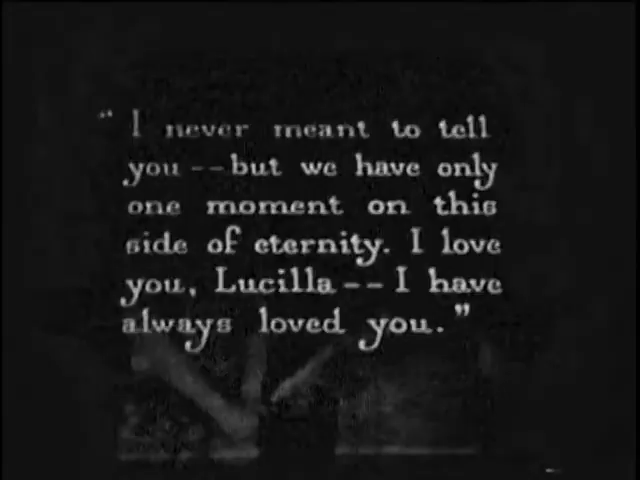 "I never meant to tell
you -- but we have only
one moment on this
side of eternity. I love
you, Lucilla -- I have
always loved you."